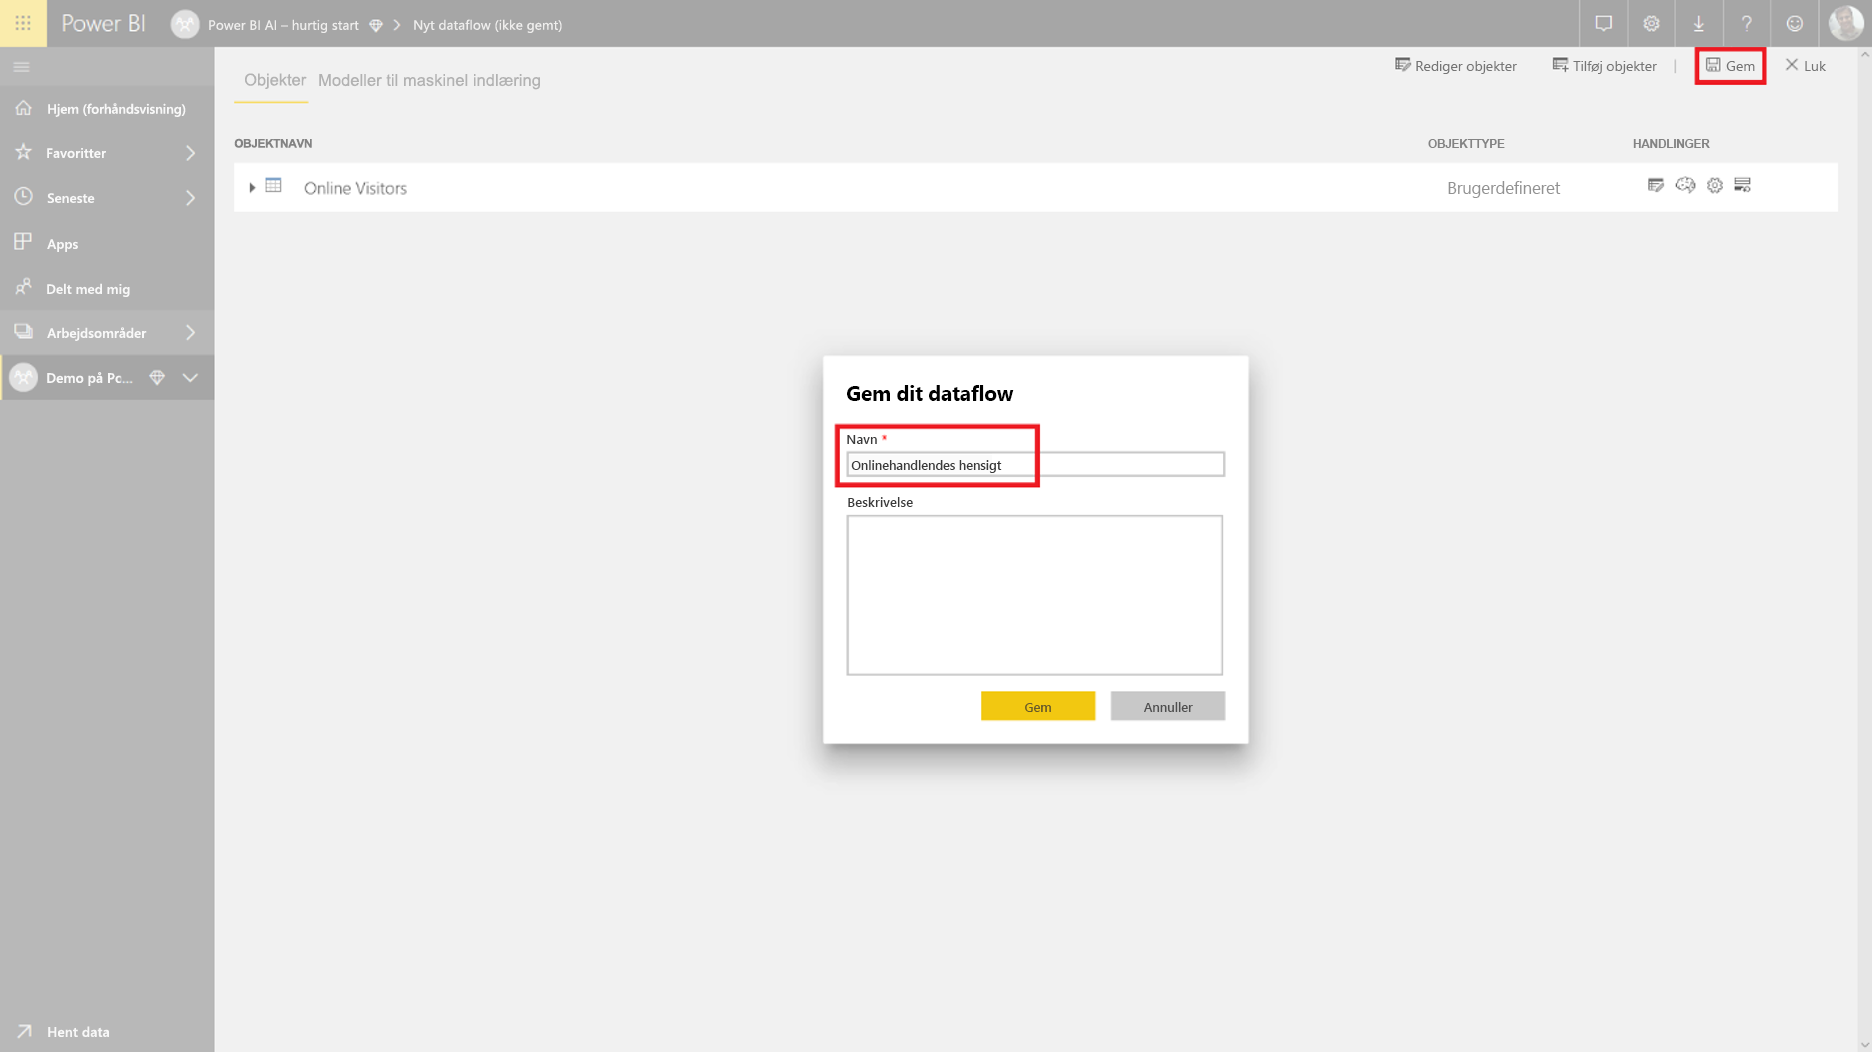 Power BI
Power BI AI – hurtig start
Nyt dataflow (ikke gemt)
Hjem (forhåndsvisning)
Favoritter
Seneste
Apps
Delt med mig
Arbejdsområder
Demo på Pc...
Hent data
Objekter
Modeller til maskinel indlæring
Rediger objekter
Tilføj objekter
Gem
Luk
OBJEKTNAVN
OBJEKTTYPE
HANDLINGER
Online Visitors
Brugerdefineret
Gem dit dataflow
Navn *
Onlinehandlendes hensigt
Beskrivelse
Gem
Annuller